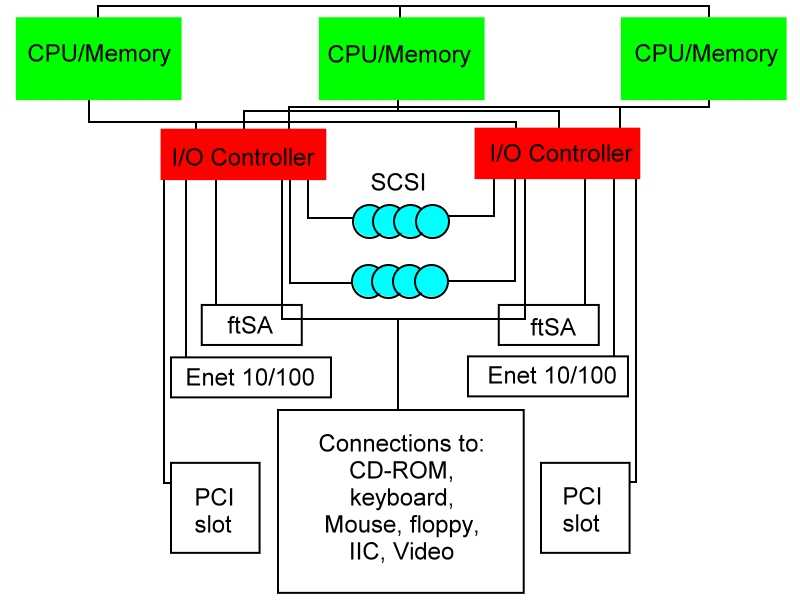 CPU/Memory
CPU/Memory
CPU/Memory
I/O Controller
I/O Controller
SCSI
ftSA
ftSA
Enet 10/100
Enet 10/100
Connections to:
CD-ROM,
keyboard,
Mouse, floppy,
IIC, Video
PCI
slot
PCI
slot